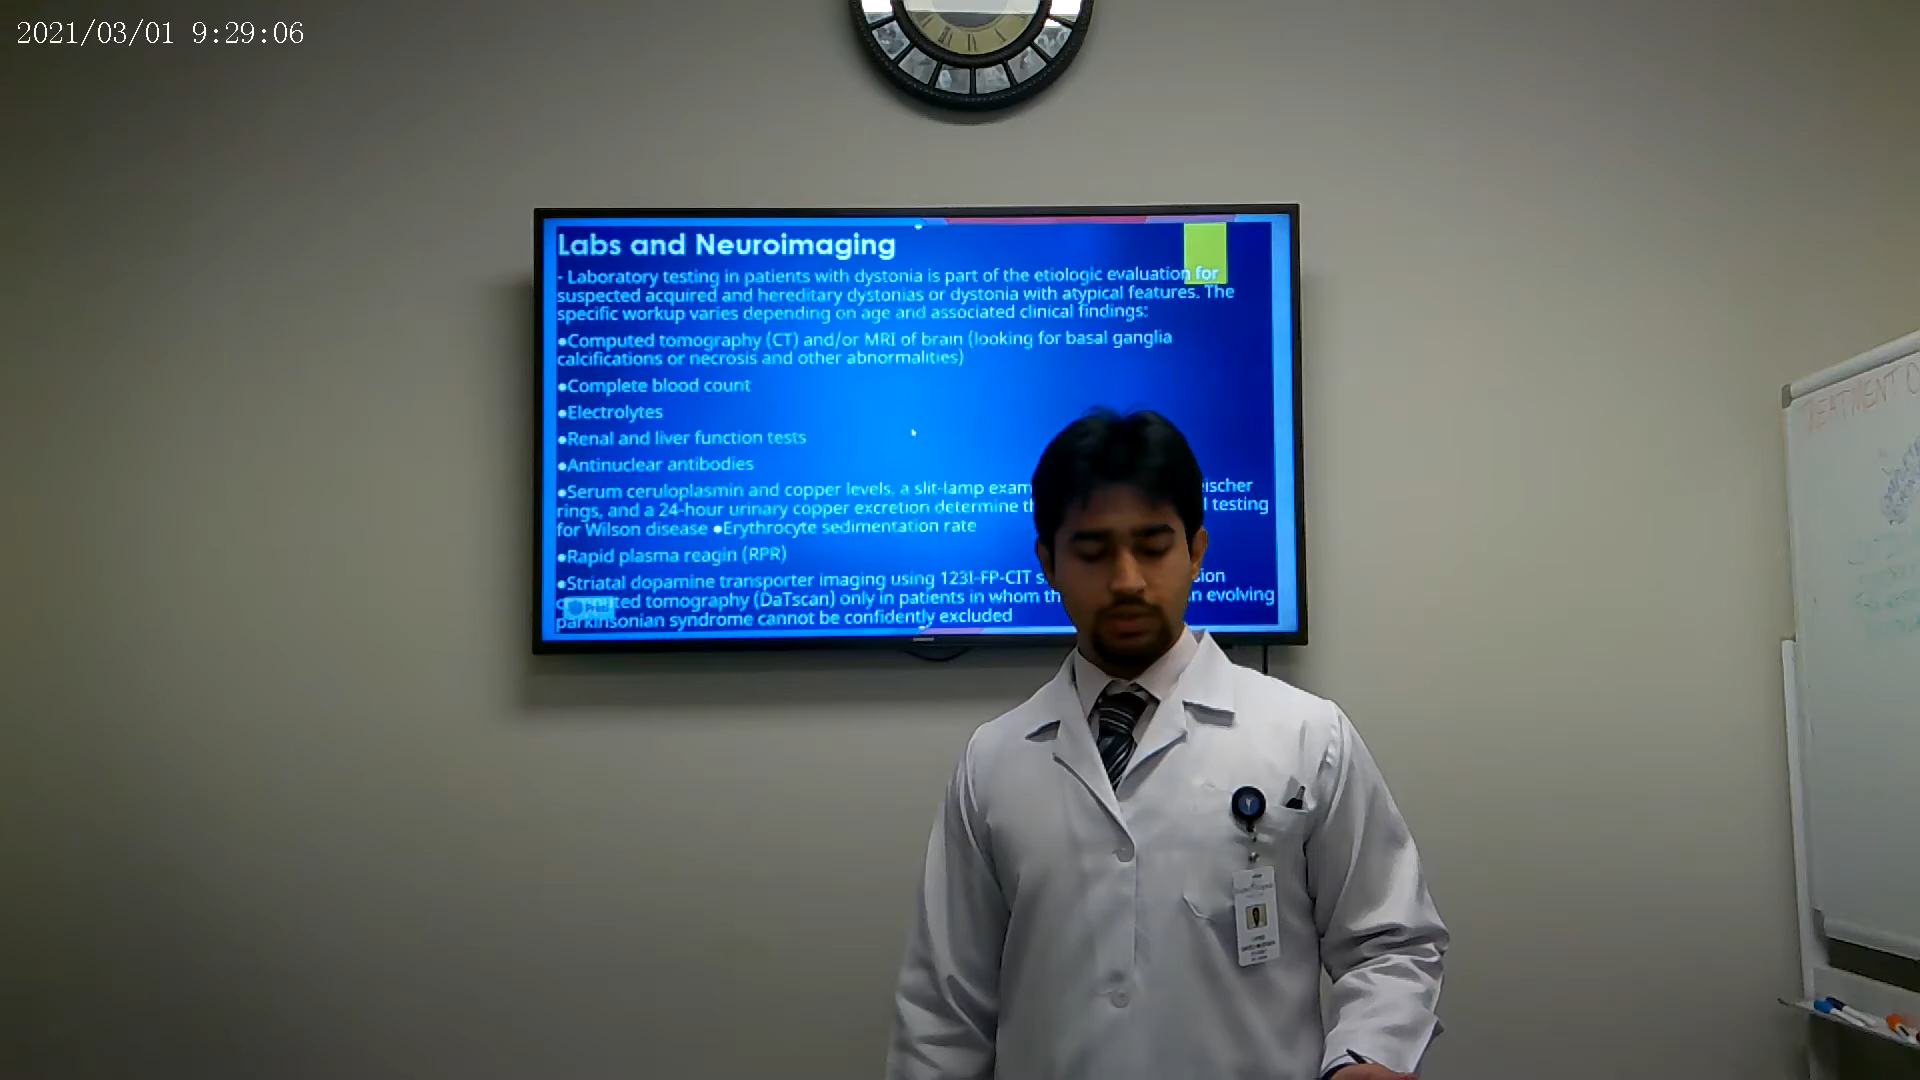 2021/03/01 9:29:06
Labs and Neuroimaging
- Laboratory testing in patients with dystonia is part of the etiologic evaluation for
suspected acquired and hereditary dystonias or dystonia with atypical features. The
specific workup varies depending on age and associated clinical findings:
●Computed tomography (CT) and/or MRI of brain (looking for basal ganglia
calcifications or necrosis and other abnormalities)
●Complete blood count
●Electrolytes
●Renal and liver function tests
●Antinuclear antibodies
●Serum ceruloplasmin and copper levels, a slit-lamp exam eischer
rings, and a 24-hour urinary copper excretion determine testing
for Wilson disease ●Erythrocyte sedimentation rate
●Rapid plasma reagin (RPR)
●Striatal dopamine transporter imaging using 123I-FP-CIT
tomography (DaTscan) only in patients in whom evolving
parkinsonian syndrome cannot be confidently excluded
TREATMENT